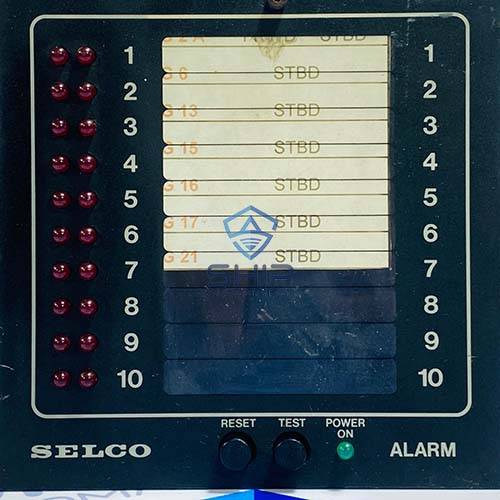 STBD
1 1
G 6 STBD
2 2
G 13 STBD
3 3
G 15 STBD
4 4
G 16 STBD
5 5
G 17 STBD
6 6
G 21 STBD
7 7
SHIP
8 8
9 9
10 10
RESET TEST POWER ON
SELCO ALARM